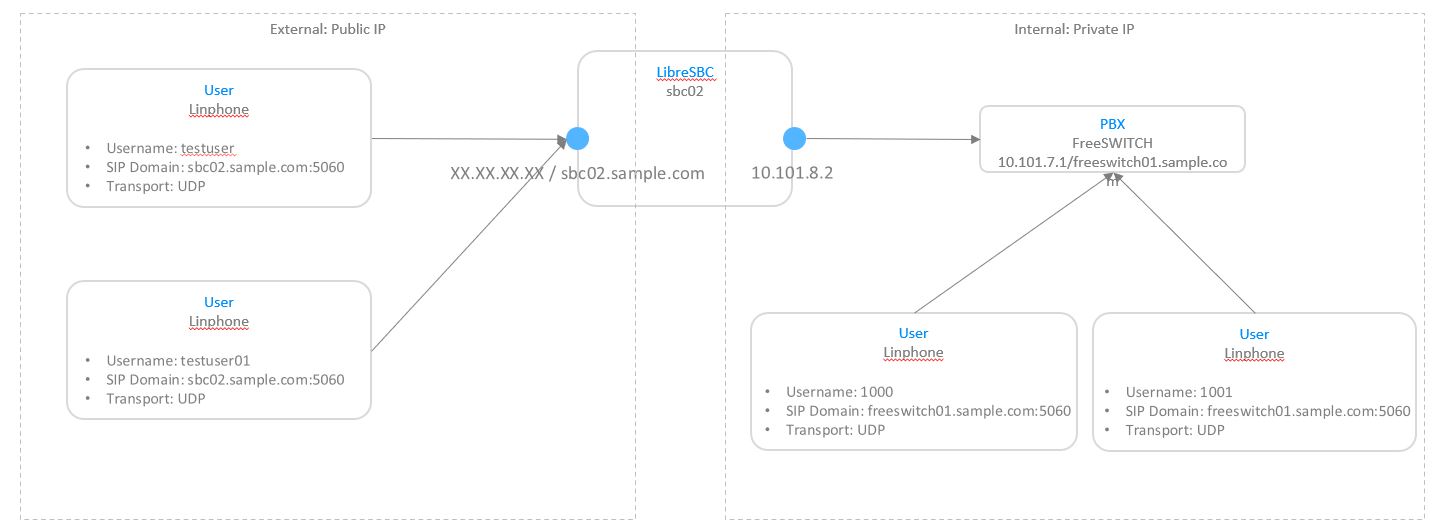 External: Public IP
Internal: Private IP
User
Linphone
• Username: testuser
• SIP Domain: sbc02.sample.com:5060
• Transport: UDP
LibreSBC
sbc02
XX.XX.XX.XX / sbc02.sample.com
10.101.8.2
PBX
FreeSWITCH
10.101.7.1/freeswitch01.sample.co
m
User
Linphone
• Username: testuser01
• SIP Domain: sbc02.sample.com:5060
• Transport: UDP
User
Linphone
• Username: 1000
• SIP Domain: freeswitch01.sample.com:5060
• Transport: UDP
User
Linphone
• Username: 1001
• SIP Domain: freeswitch01.sample.com:5060
• Transport: UDP